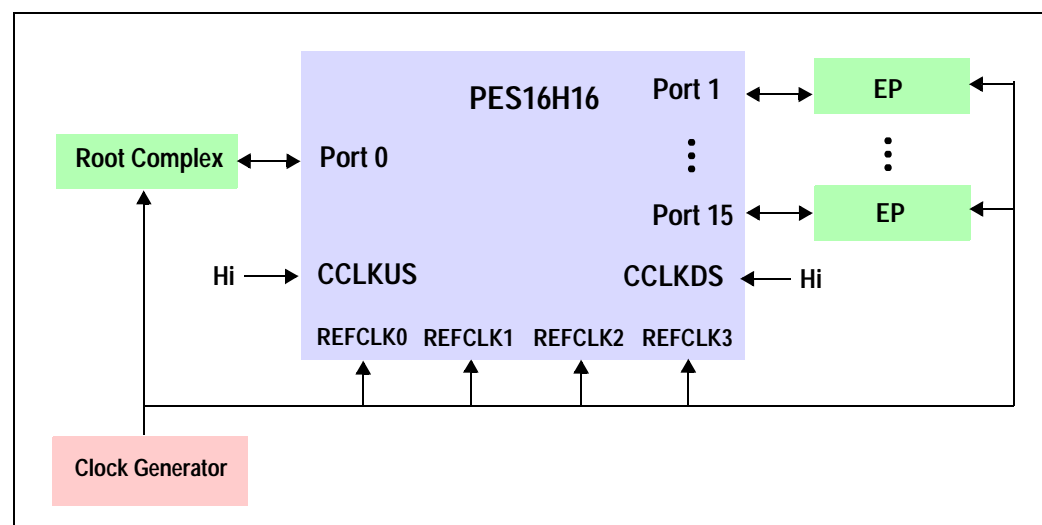 PES16H16
Port 1
EP
Root Complex
Port 0
Port 15
EP
Hi
CCLKUS
CCLKDS
Hi
REFCLK0 REFCLK1 REFCLK2 REFCLK3
Clock Generator